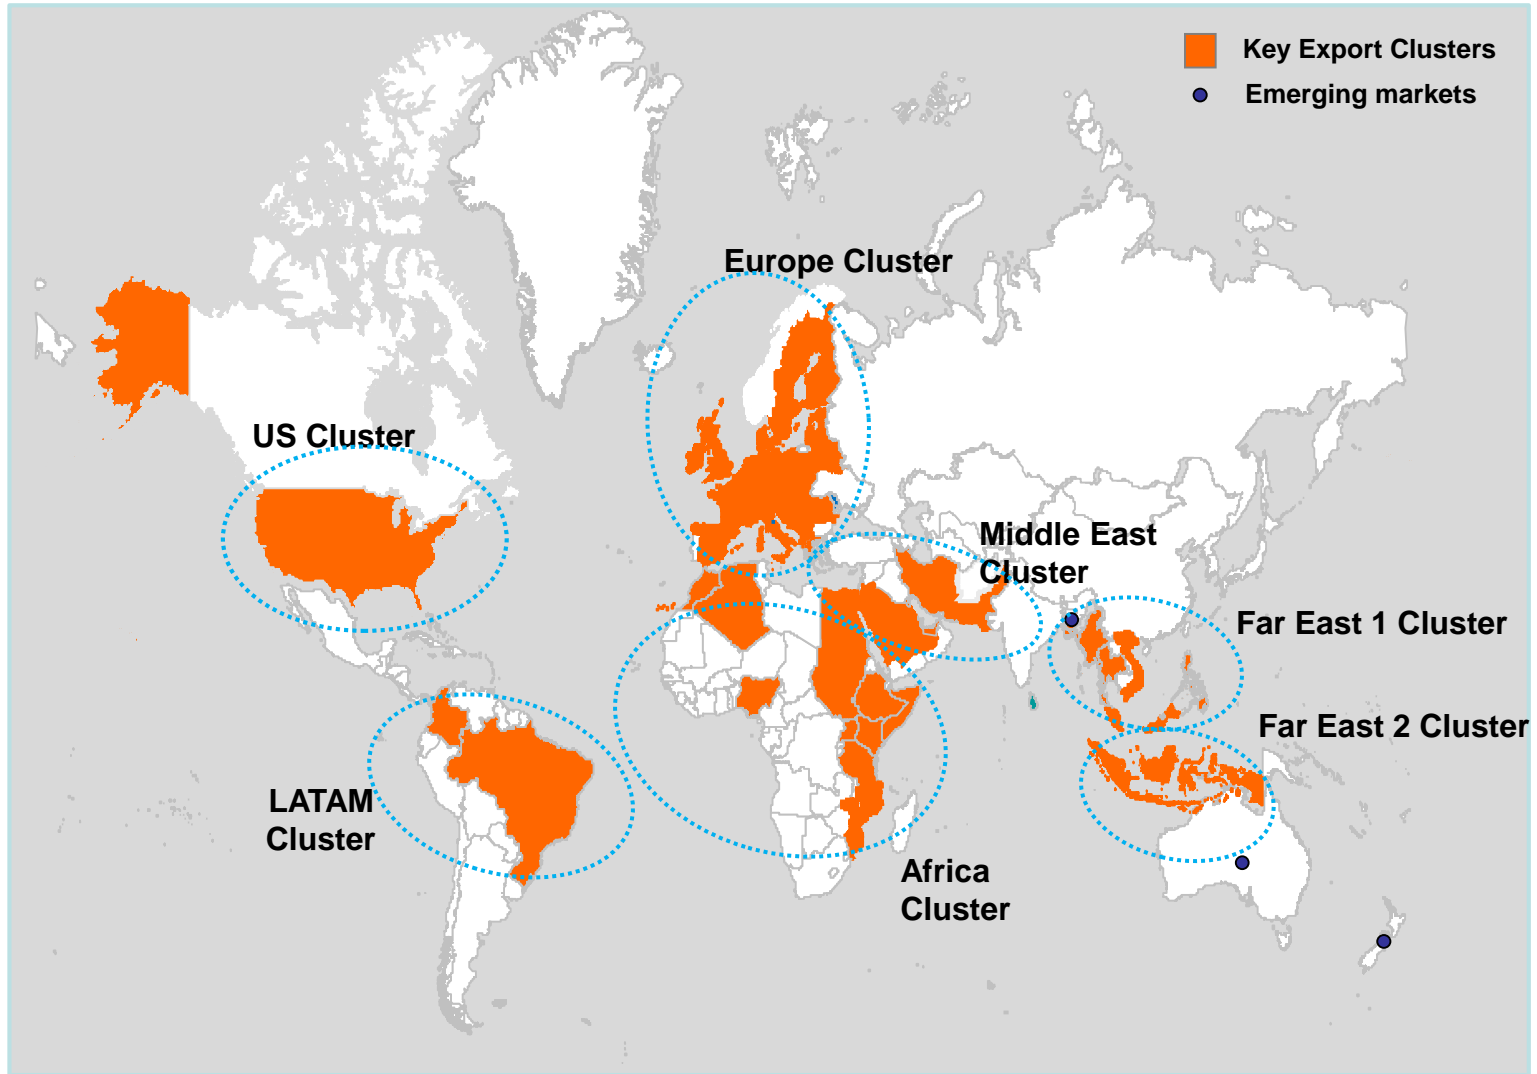 Key Export Clusters
Emerging markets
Europe Cluster
US Cluster
Middle East
Cluster
Far East 1 Cluster
Far East 2 Cluster
LATAM
Cluster
Africa
Cluster